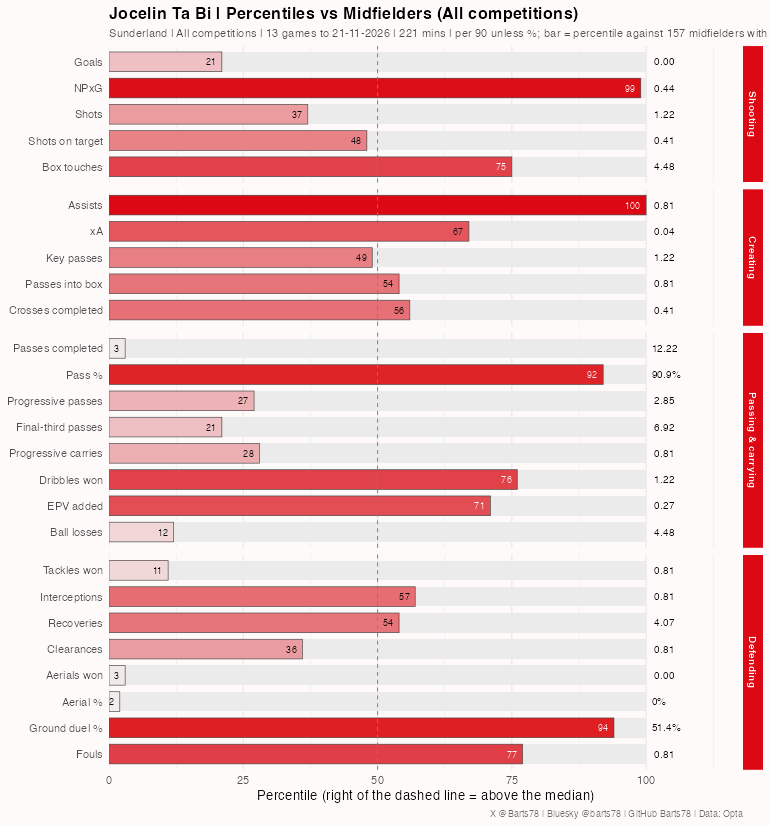 Jocelin Ta Bi | Percentiles vs Midfielders (All competitions)
Sunderland | All competitions | 13 games to 21-11-2026 | 221 mins | per 90 unless %; bar = percentile against 157 midfielders with
Goals 21 0.00
NPxG 99 0.44
Shots 37 1.22
Shots on target 48 0.41
Box touches 75 4.48
Shooting
Assists 100 0.81
xA 67 0.04
Key passes 49 1.22
Passes into box 54 0.81
Crosses completed 56 0.41
Creating
Passes completed 3 12.22
Pass % 92 90.9%
Progressive passes 27 2.85
Final-third passes 21 6.92
Progressive carries 28 0.81
Dribbles won 76 1.22
EPV added 71 0.27
Ball losses 12 4.48
Passing & carrying
Tackles won 11 0.81
Interceptions 57 0.81
Recoveries 54 4.07
Clearances 36 0.81
Aerials won 3 0.00
Aerial % 2 0%
Ground duel % 94 51.4%
Fouls 77 0.81
Defending
0 25 50 75 100
Percentile (right of the dashed line = above the median)
X @Barts78 | Bluesky @barts78 | GitHub Barts78 | Data: Opta